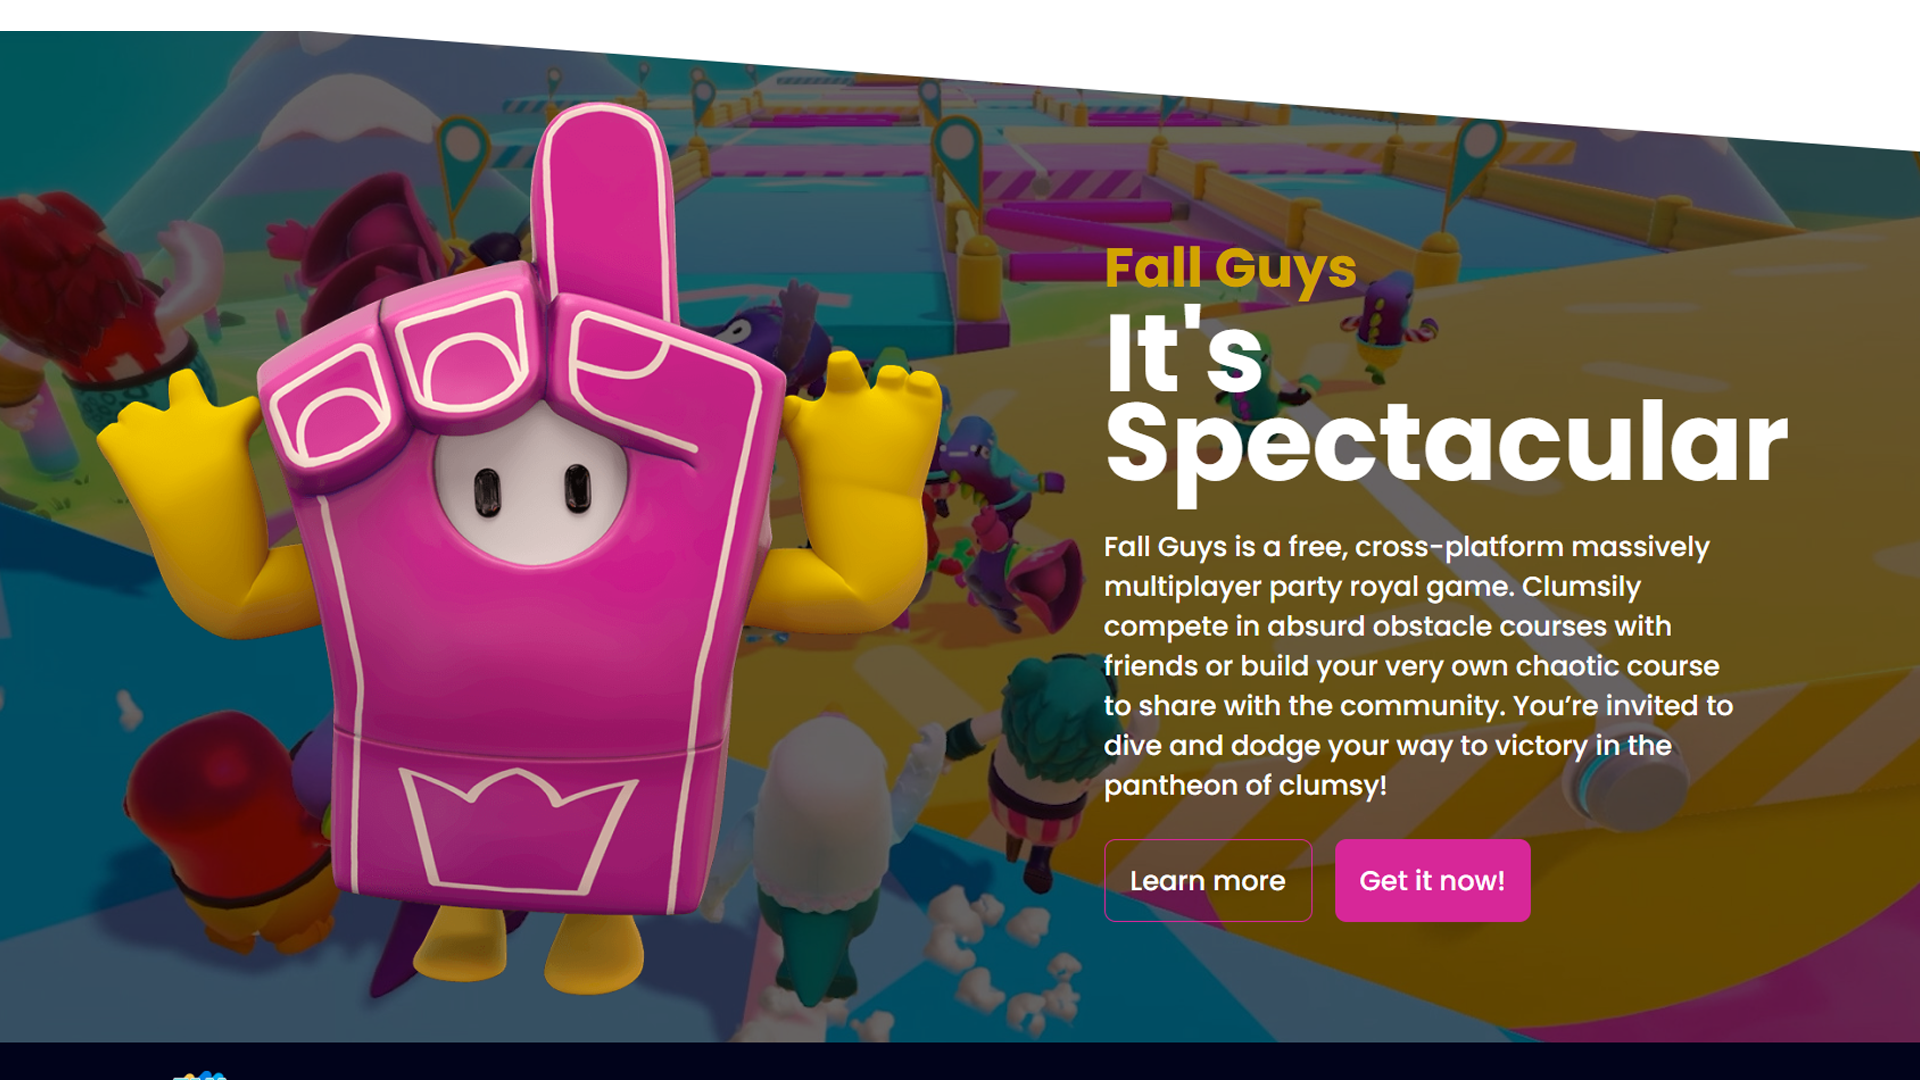 Fall Guys
It's
Spectacular
Fall Guys is a free, cross-platform massively
multiplayer party royal game. Clumsily
compete in absurd obstacle courses with
friends or build your very own chaotic course
to share with the community. You’re invited to
dive and dodge your way to victory in the
pantheon of clumsy!
Learn more
Get it now!